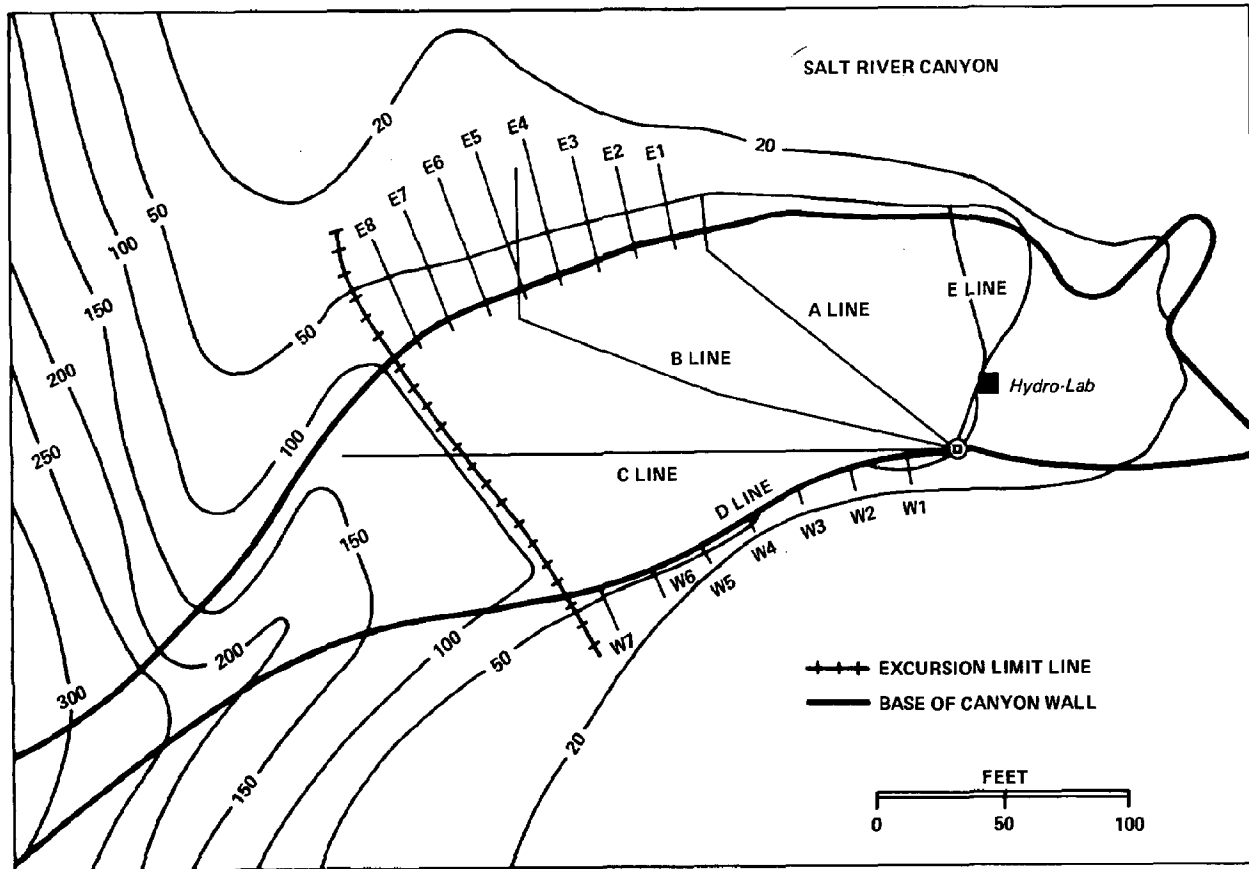 SALT RIVER CANYON
20
20
E4
E5
E3
E2
E1
E6
E7
E8
50
100
150
E LINE
A LINE
50
B LINE
200
Hydro-Lab
100
250
C LINE
D LINE
150
W1
W2
W3
W4
W5
W6
W7
100
200
50
300
EXCURSION LIMIT LINE
BASE OF CANYON WALL
20
150
FEET
0 50 100